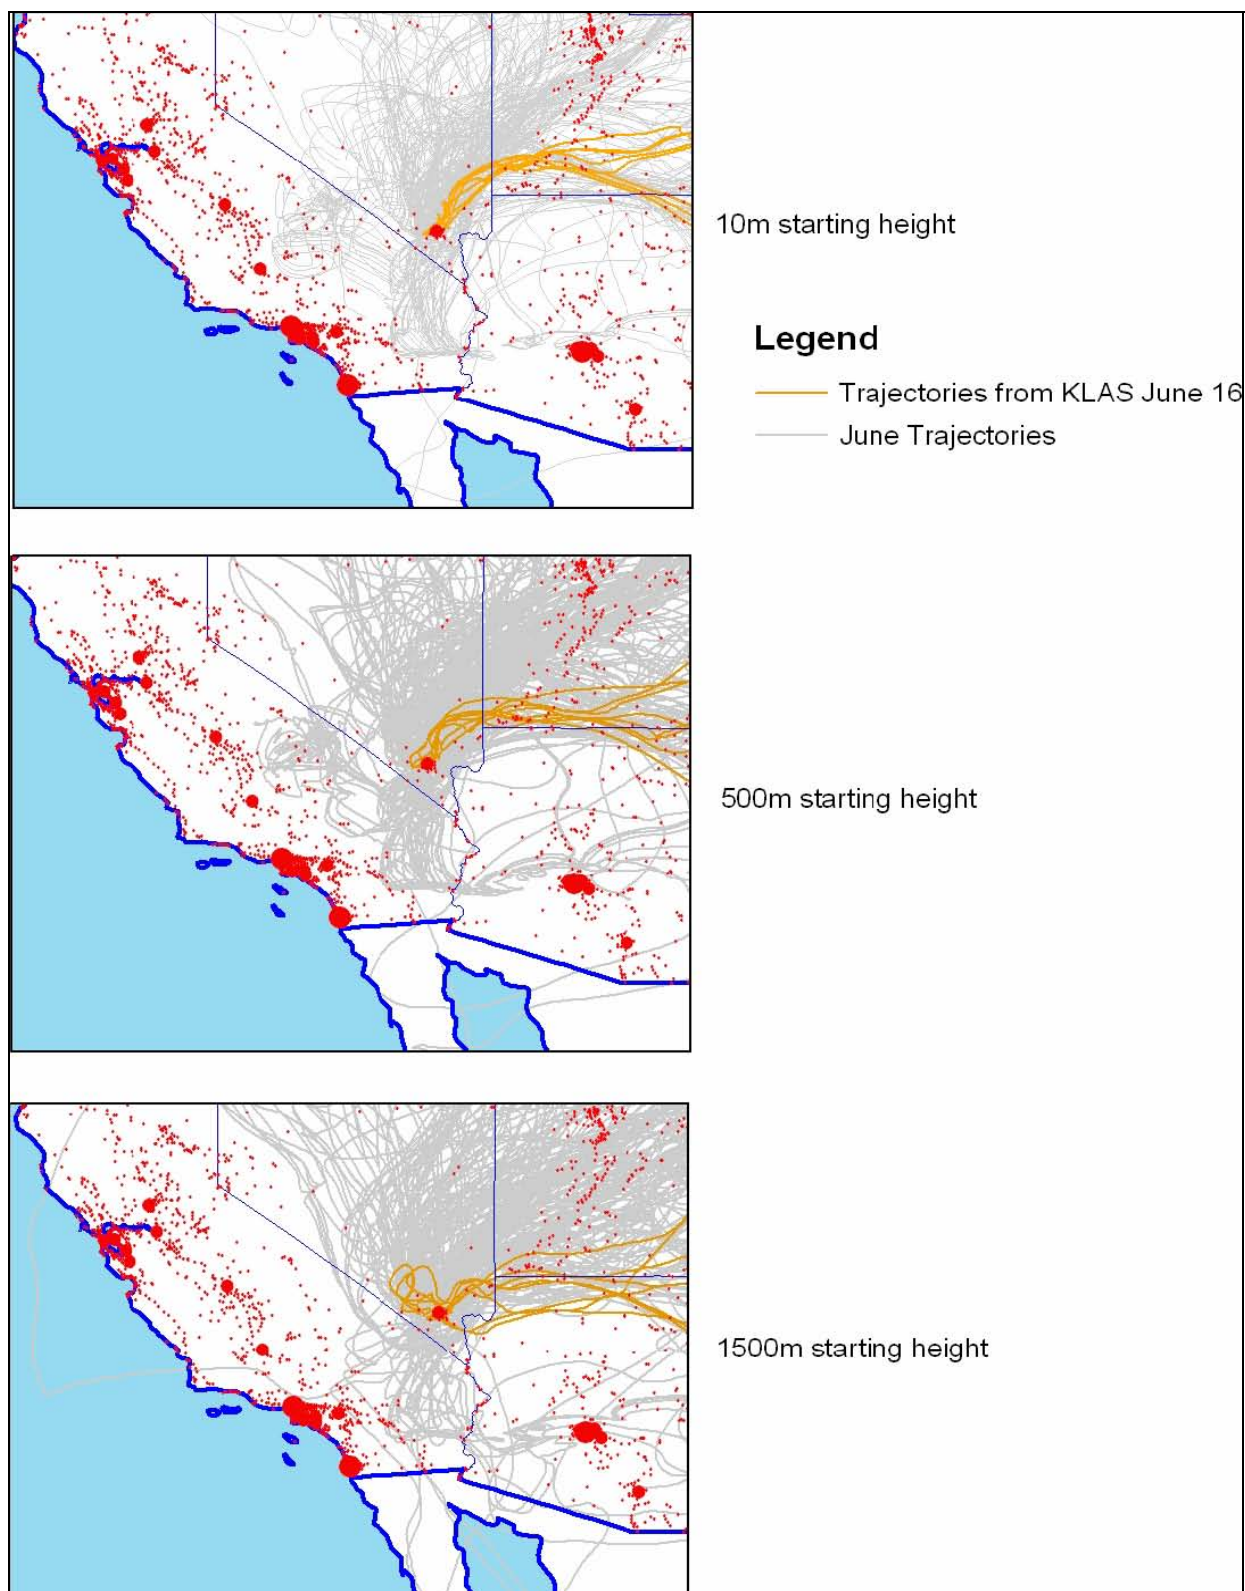 10m starting height
Legend
Trajectories from KLAS June 16
June Trajectories
500m starting height
1500m starting height